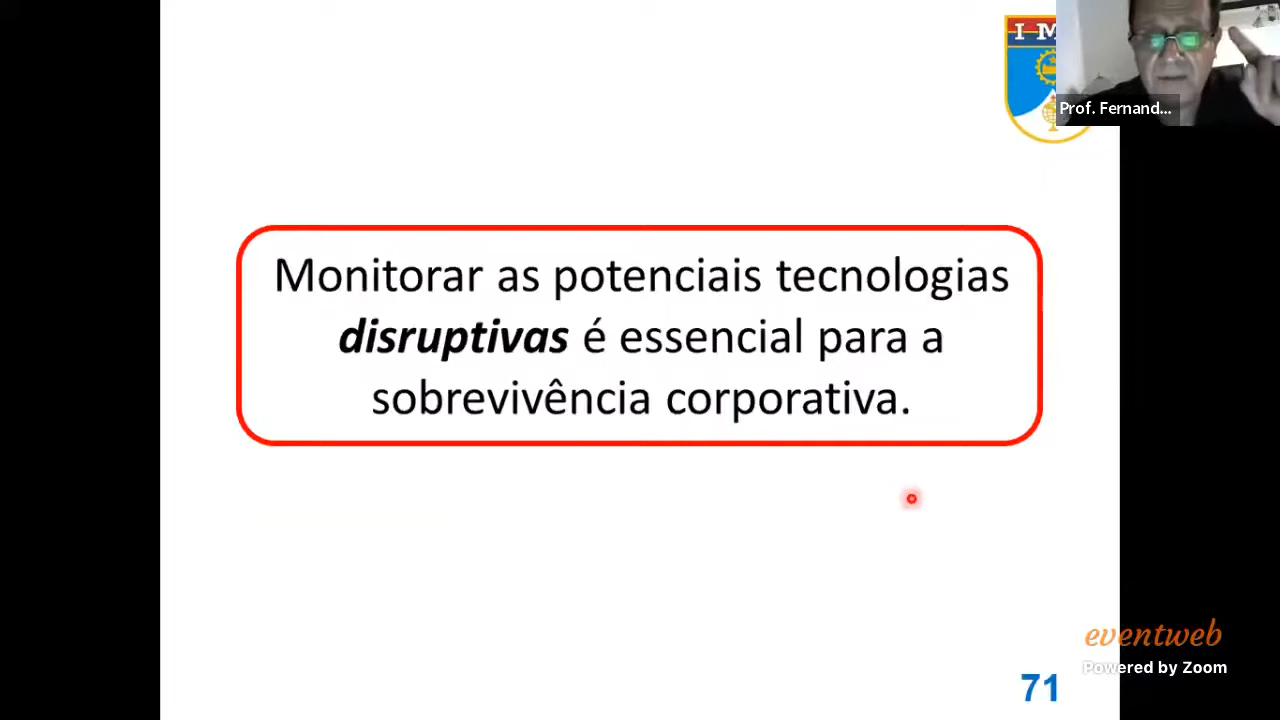 I M
Prof. Fernand...
Monitorar as potenciais tecnologias
disruptivas é essencial para a
sobrevivência corporativa.
eventweb
Powered by Zoom
71